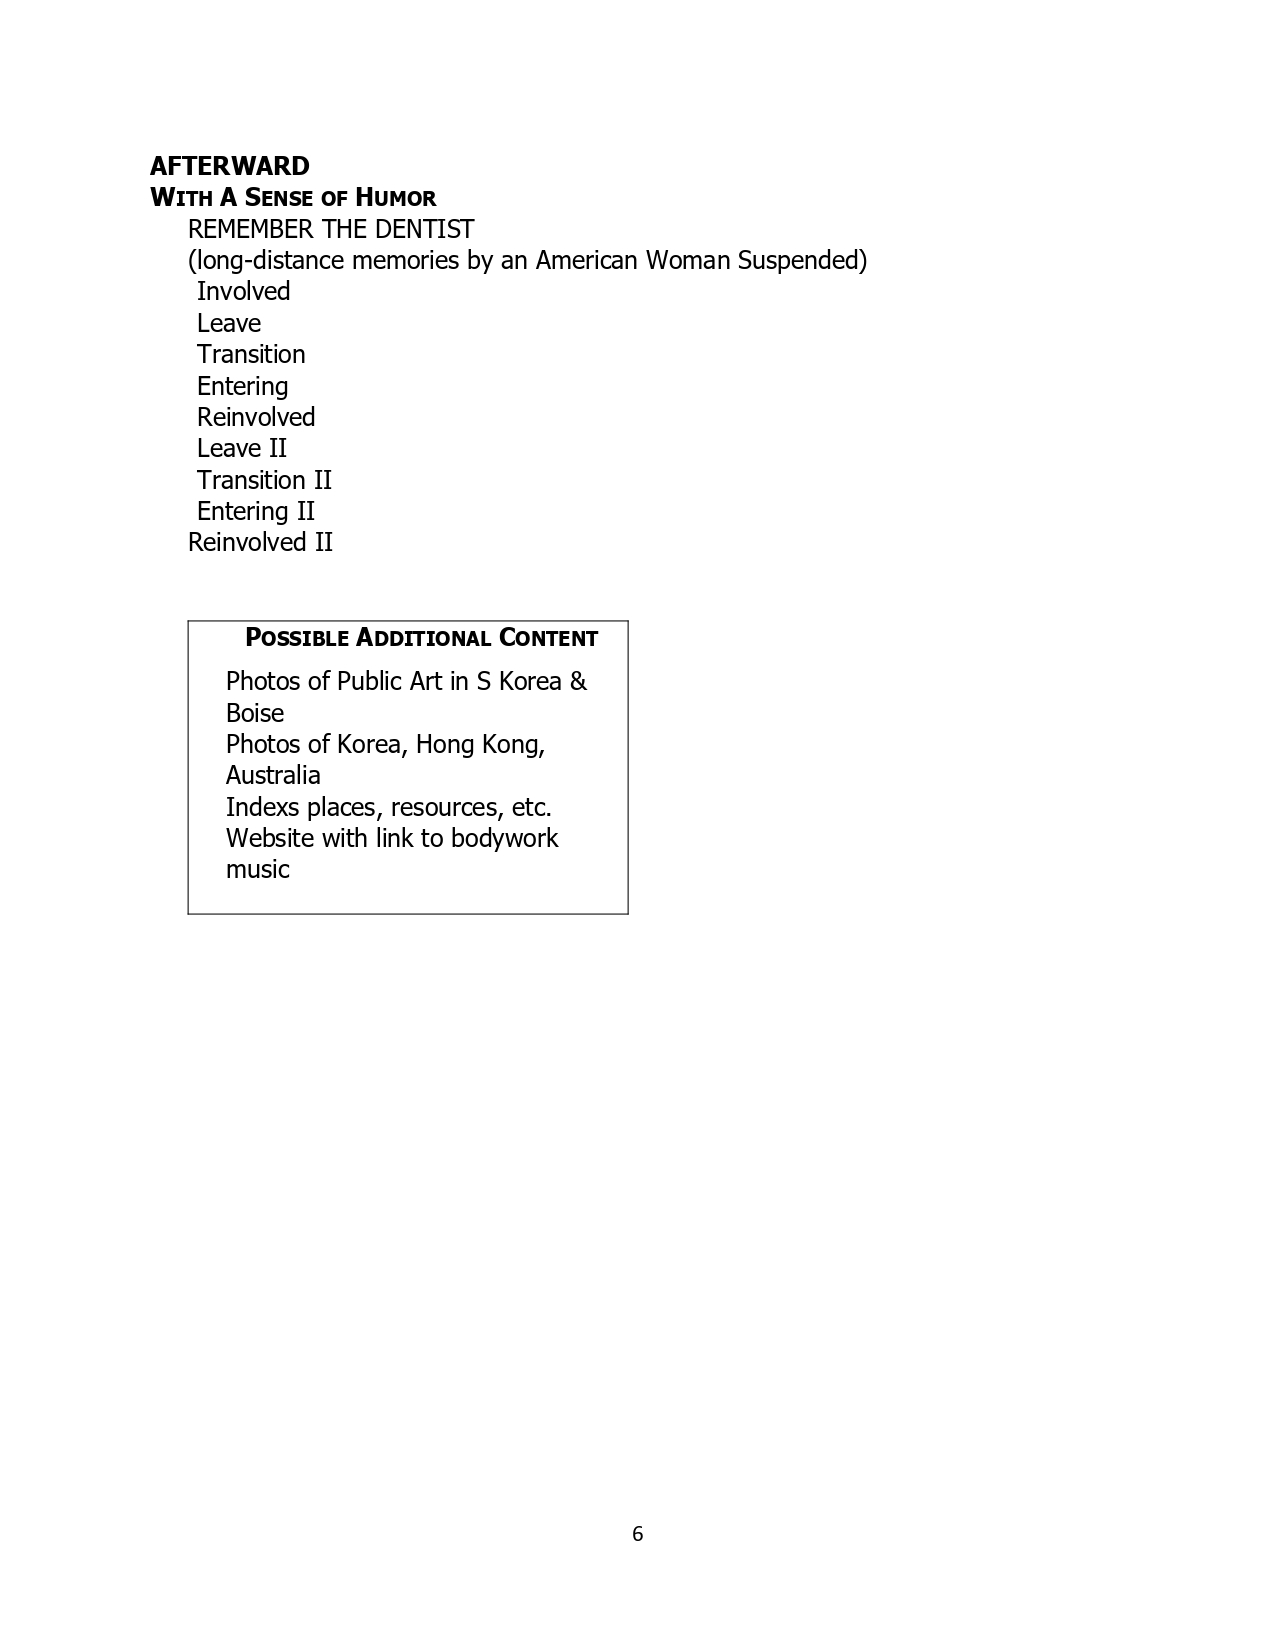 AFTERWARD
WITH A SENSE OF HUMOR
REMEMBER THE DENTIST
(long-distance memories by an American Woman Suspended)
Involved
Leave
Transition
Entering
Reinvolved
Leave II
Transition II
Entering II
Reinvolved II
POSSIBLE ADDITIONAL CONTENT
Photos of Public Art in S Korea &
Boise
Photos of Korea, Hong Kong,
Australia
Indexs places, resources, etc.
Website with link to bodywork
music
6